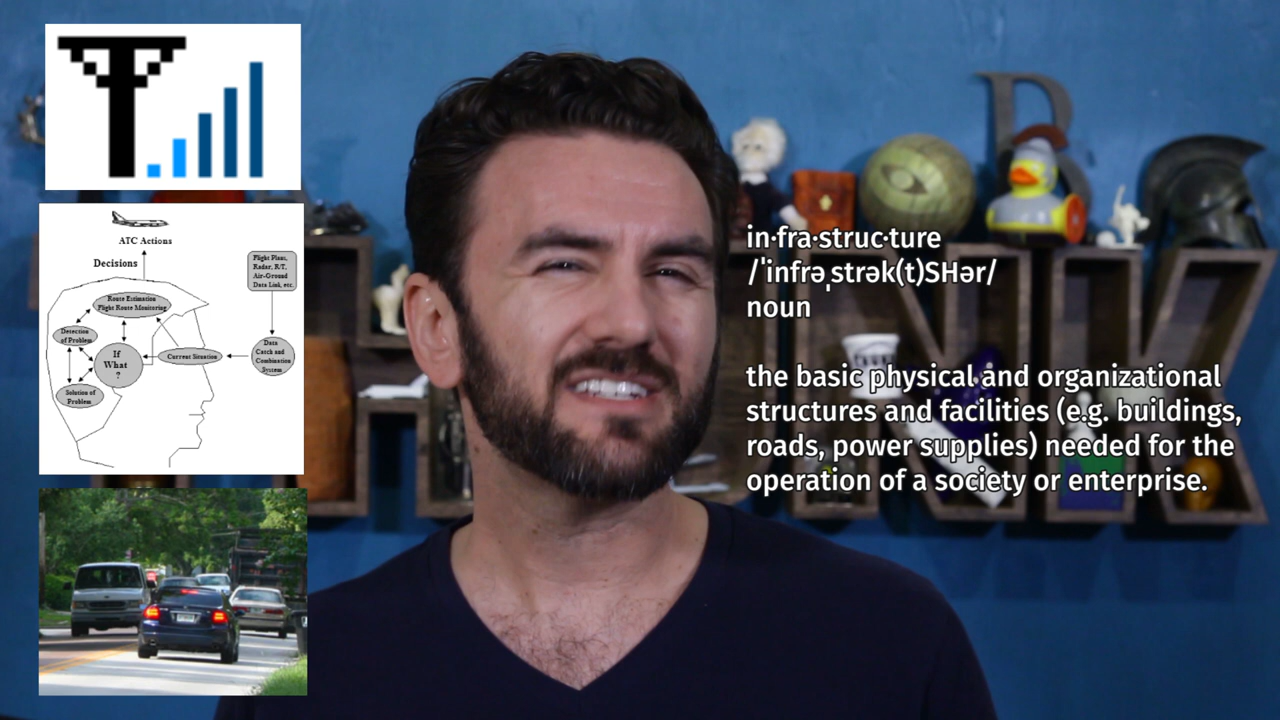 ATC Actions
Decisions
Flight Plans,
Radar, R/T,
Air-Ground
Data Link, etc.
Route Estimation
Flight Route Monitoring
Detection
of Problem
If
What
?
Current Situation
Data
Catch and
Combination
System
Solution of
Problem
R
in·fra·struc·ture
/ˈinfrəˌstrək(t)SHər/
noun
the basic physical and organizational
structures and facilities (e.g. buildings,
roads, power supplies) needed for the
operation of a society or enterprise.